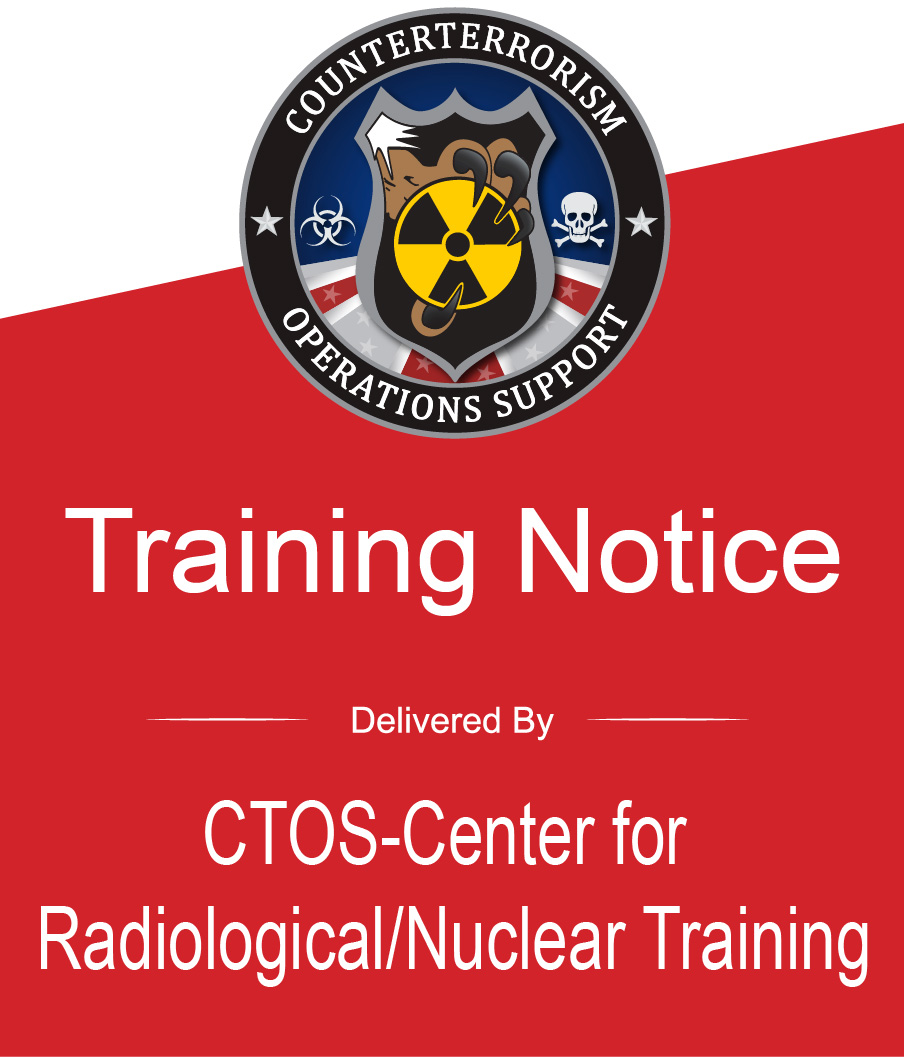 COUNTERTERRORISM
OPERATIONS SUPPORT
Training Notice
Delivered By
CTOS-Center for
Radiological/Nuclear Training